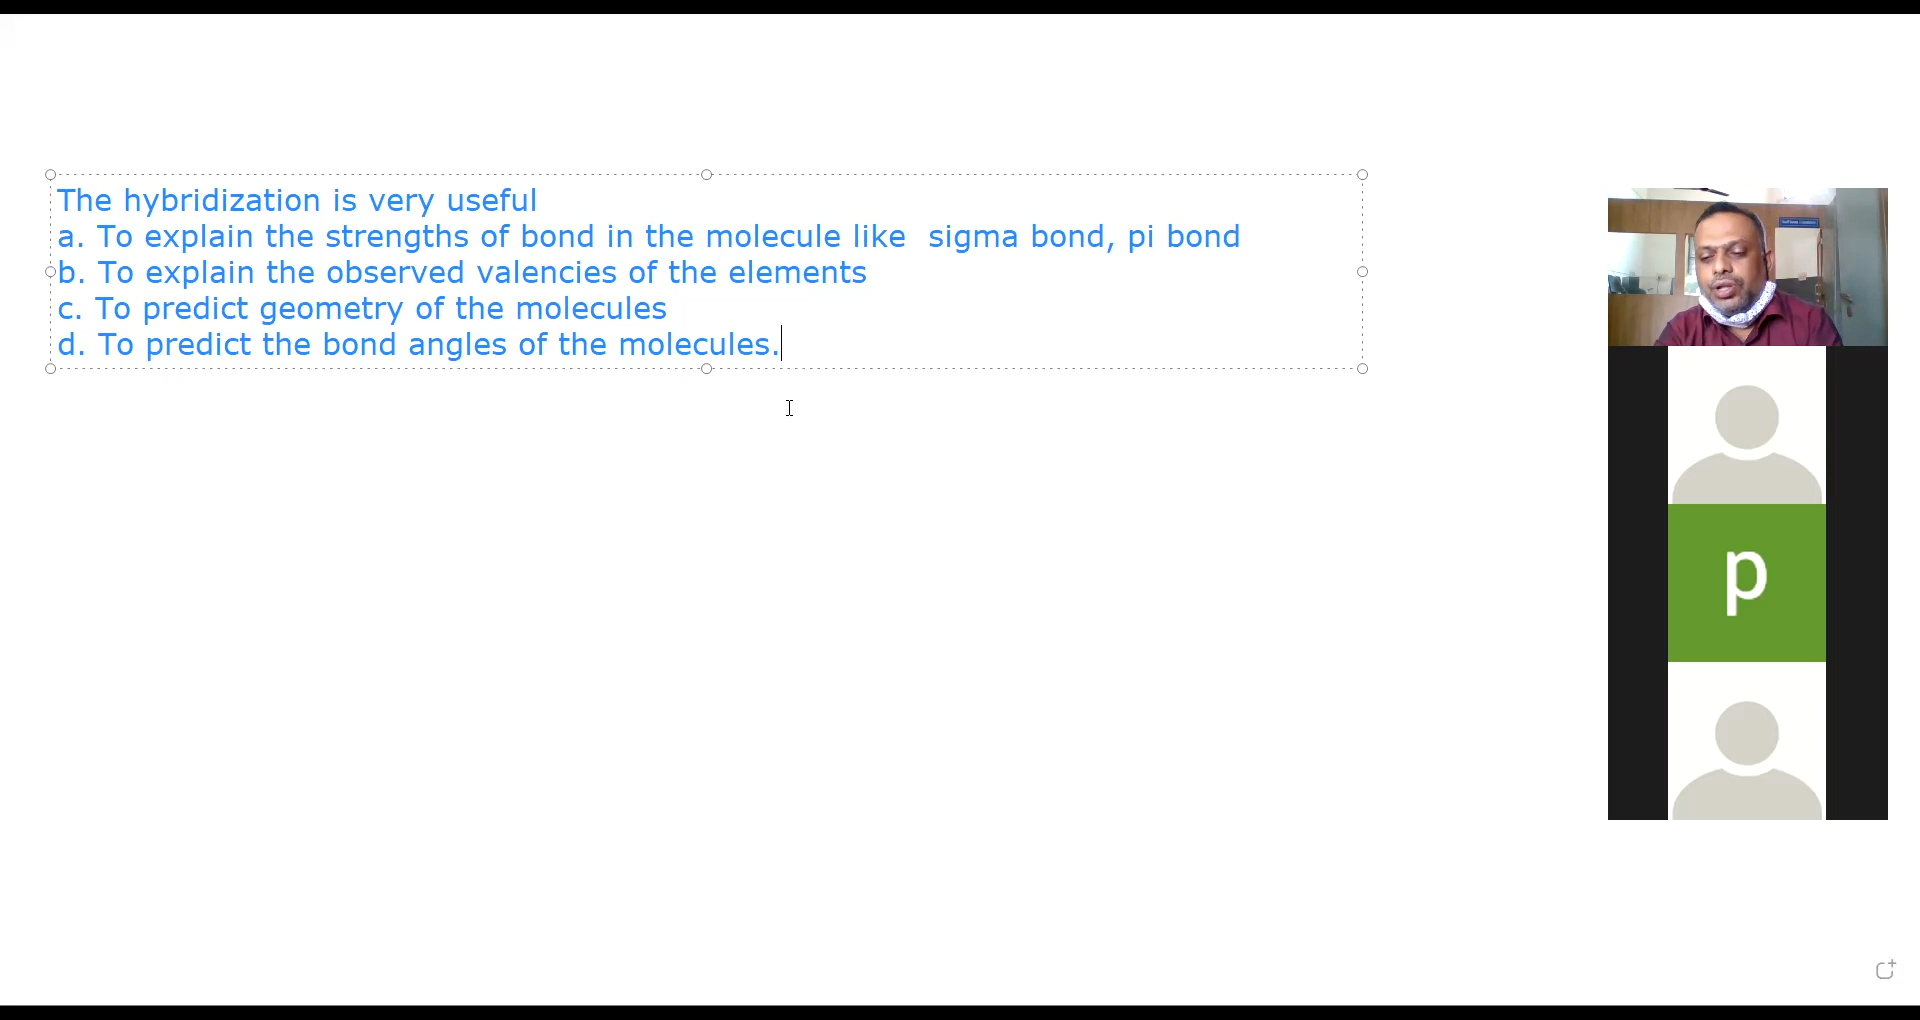 The hybridization is very useful
a. To explain the strengths of bond in the molecule like  sigma bond, pi bond
b. To explain the observed valencies of the elements
c. To predict geometry of the molecules
d. To predict the bond angles of the molecules.
p